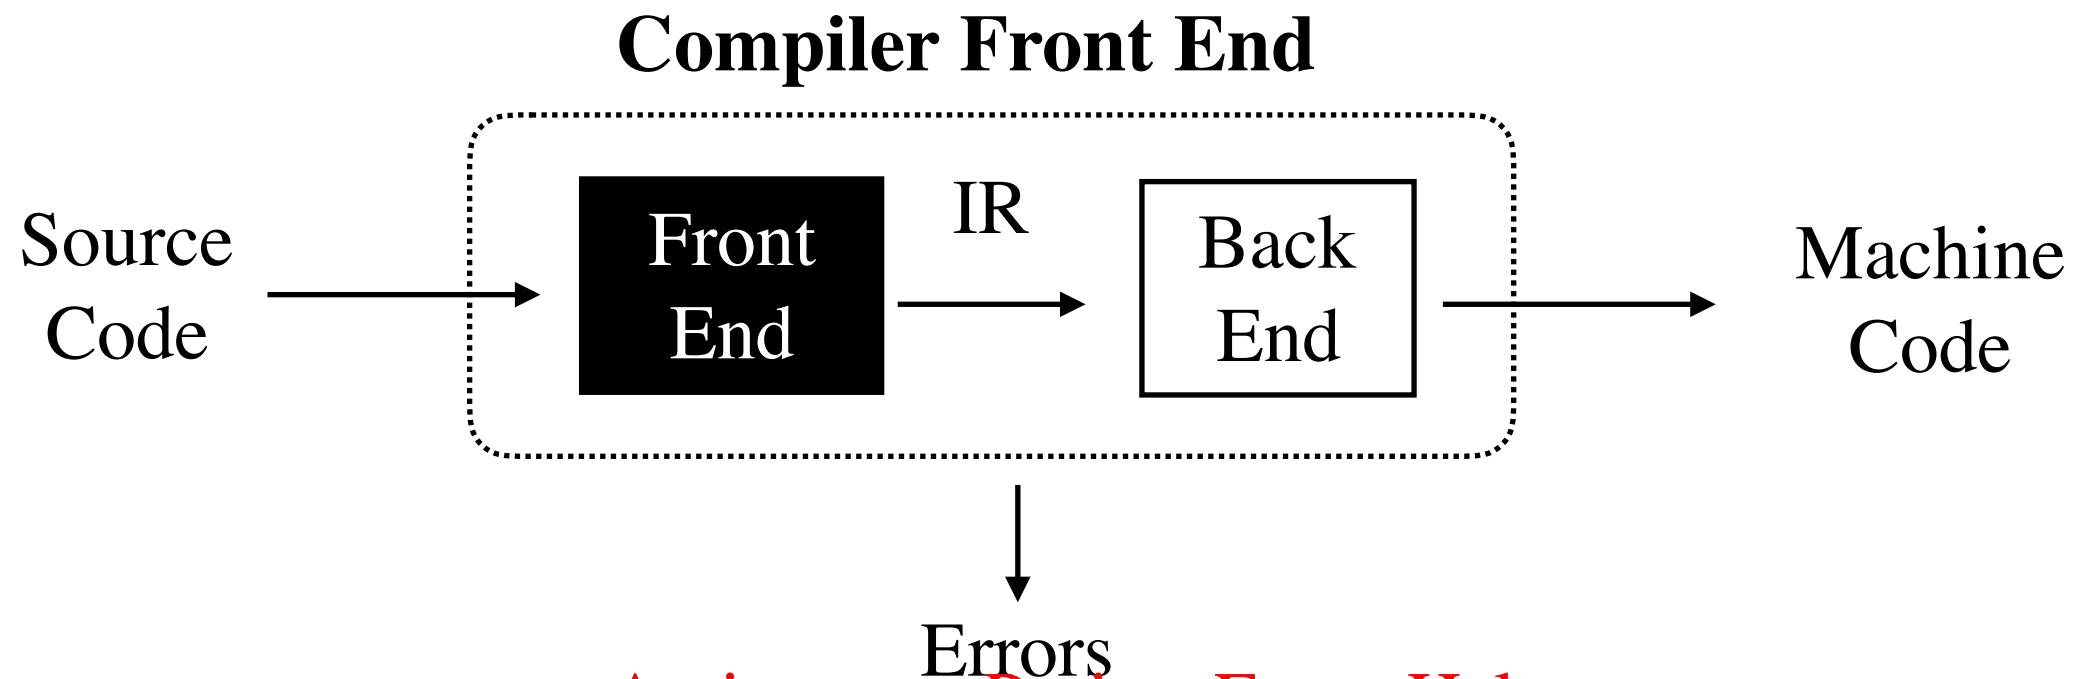 Compiler Front End
Source
Code
Front
End
IR
Back
End
Machine
Code
Errors